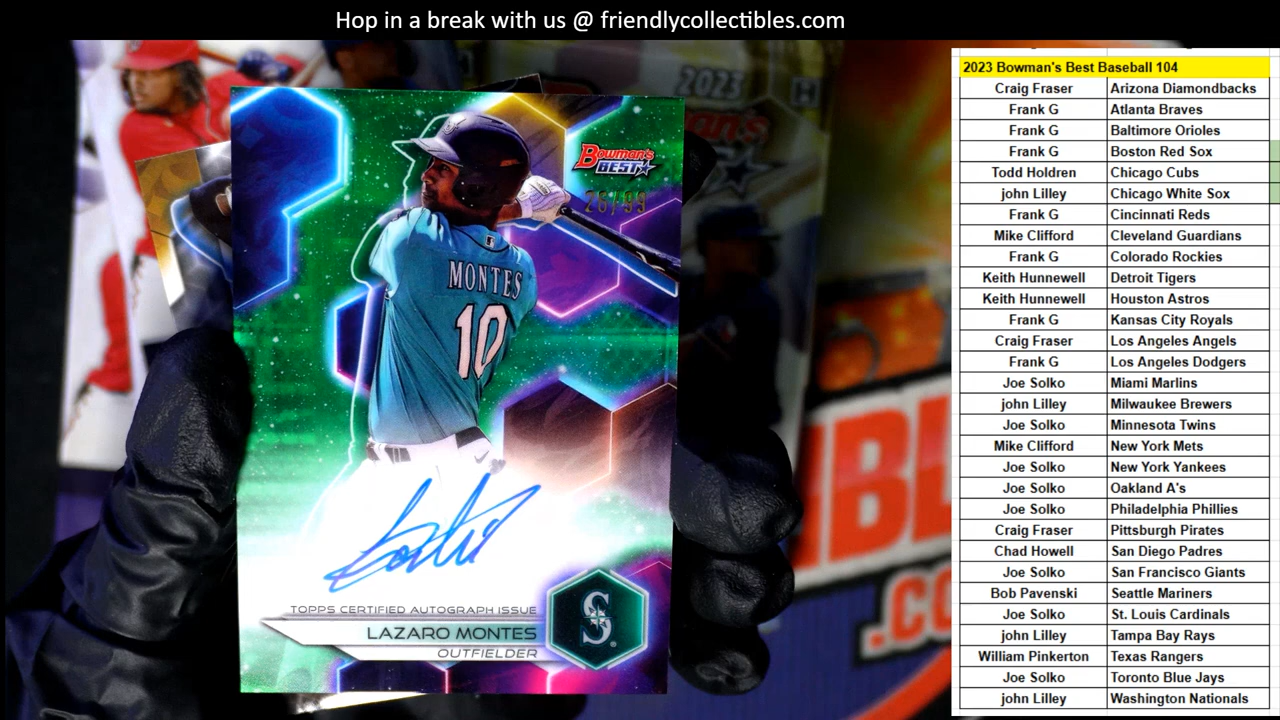 Hop in a break with us @ friendlycollectibles.com
2023
Bowman's
BEST
26/99
MONTES
10
TOPPS CERTIFIED AUTOGRAPH ISSUE
LAZARO MONTES
OUTFIELDER
S
2023 Bowman's Best Baseball 104
Craig Fraser Arizona Diamondbacks
Frank G Atlanta Braves
Frank G Baltimore Orioles
Frank G Boston Red Sox
Todd Holdren Chicago Cubs
john Lilley Chicago White Sox
Frank G Cincinnati Reds
Mike Clifford Cleveland Guardians
Frank G Colorado Rockies
Keith Hunnewell Detroit Tigers
Keith Hunnewell Houston Astros
Frank G Kansas City Royals
Craig Fraser Los Angeles Angels
Frank G Los Angeles Dodgers
Joe Solko Miami Marlins
john Lilley Milwaukee Brewers
Joe Solko Minnesota Twins
Mike Clifford New York Mets
Joe Solko New York Yankees
Joe Solko Oakland A's
Joe Solko Philadelphia Phillies
Craig Fraser Pittsburgh Pirates
Chad Howell San Diego Padres
Joe Solko San Francisco Giants
Bob Pavenski Seattle Mariners
Joe Solko St. Louis Cardinals
john Lilley Tampa Bay Rays
William Pinkerton Texas Rangers
Joe Solko Toronto Blue Jays
john Lilley Washington Nationals